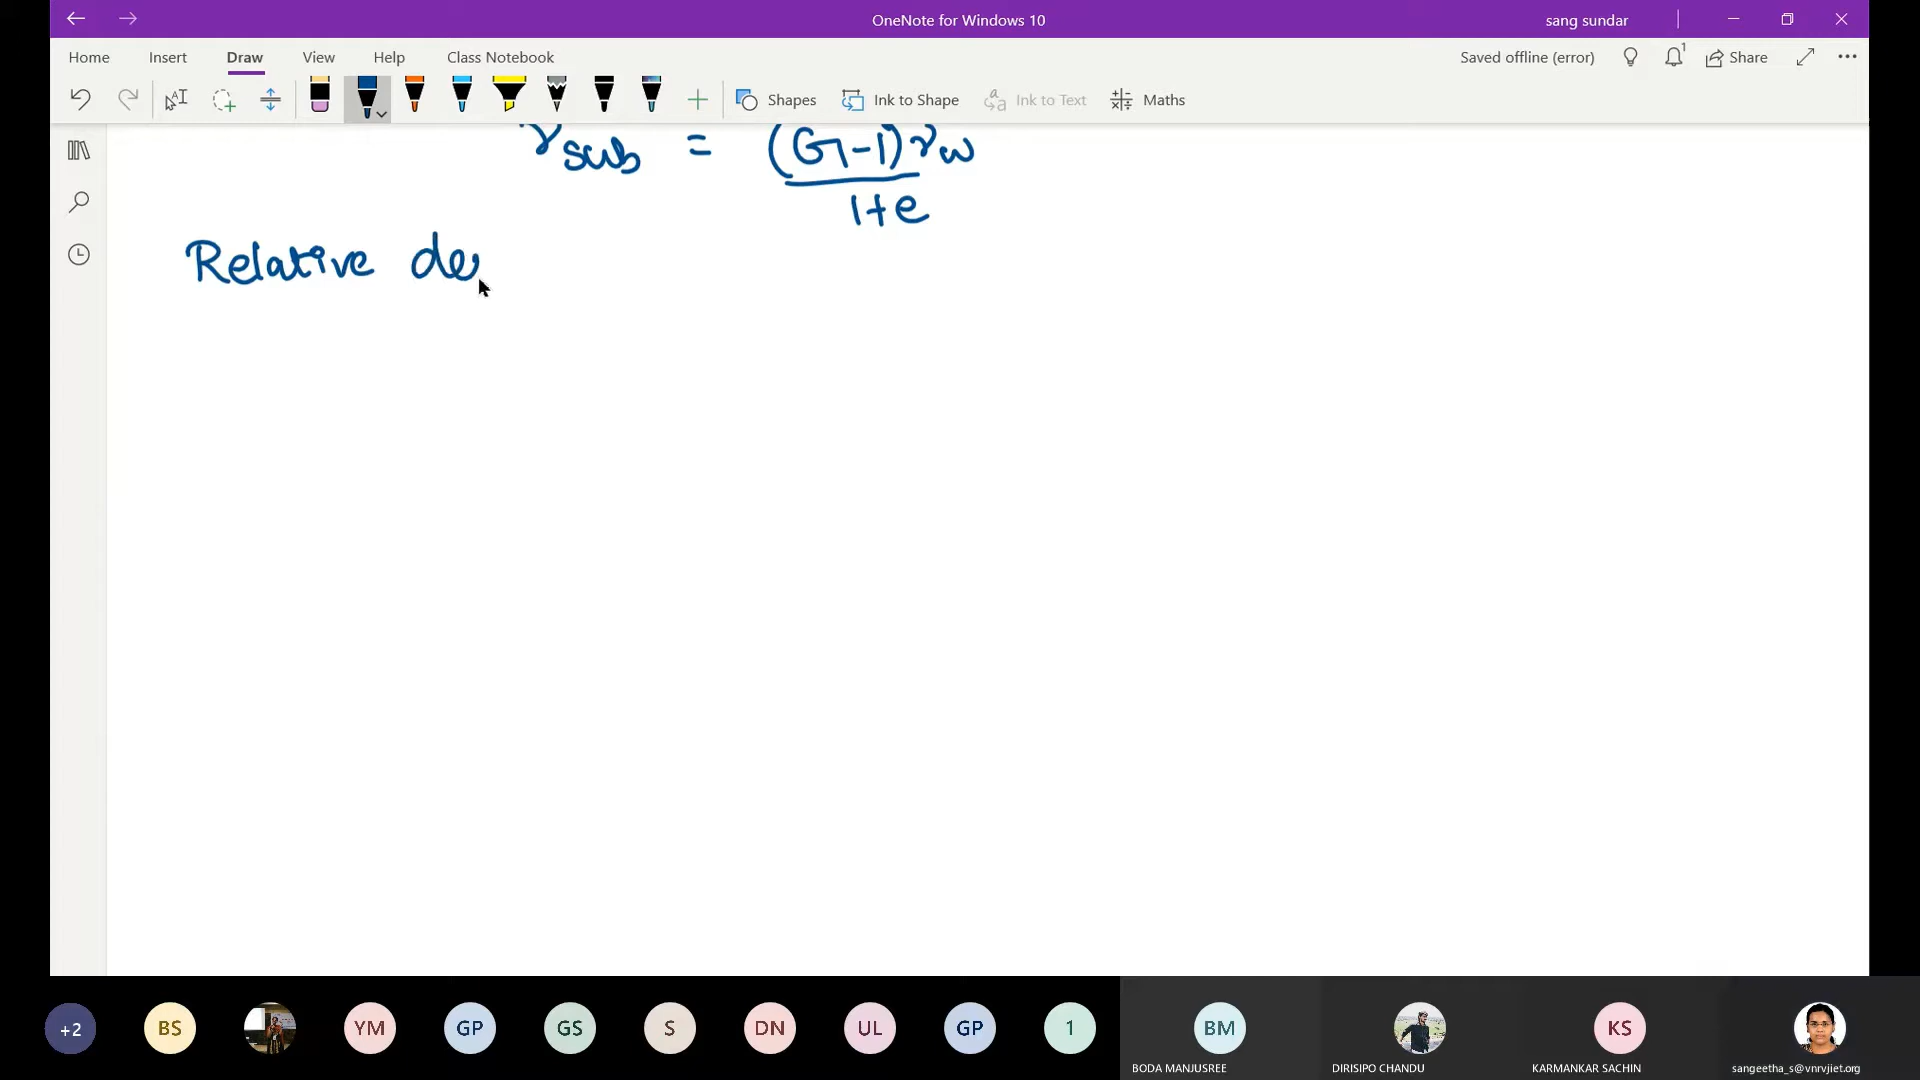 OneNote for Windows 10
sang sundar
Home Insert Draw View Help Class Notebook
Saved offline (error) 1 Share
Shapes Ink to Shape Ink to Text Maths
γsub = (G-1)γw
1+e
Relative de
+2 BS YM GP GS S DN UL GP 1 BM KS
BODA MANJUSREE DIRISIPO CHANDU KARMANKAR SACHIN sangeetha_s@vnrvjiet.org